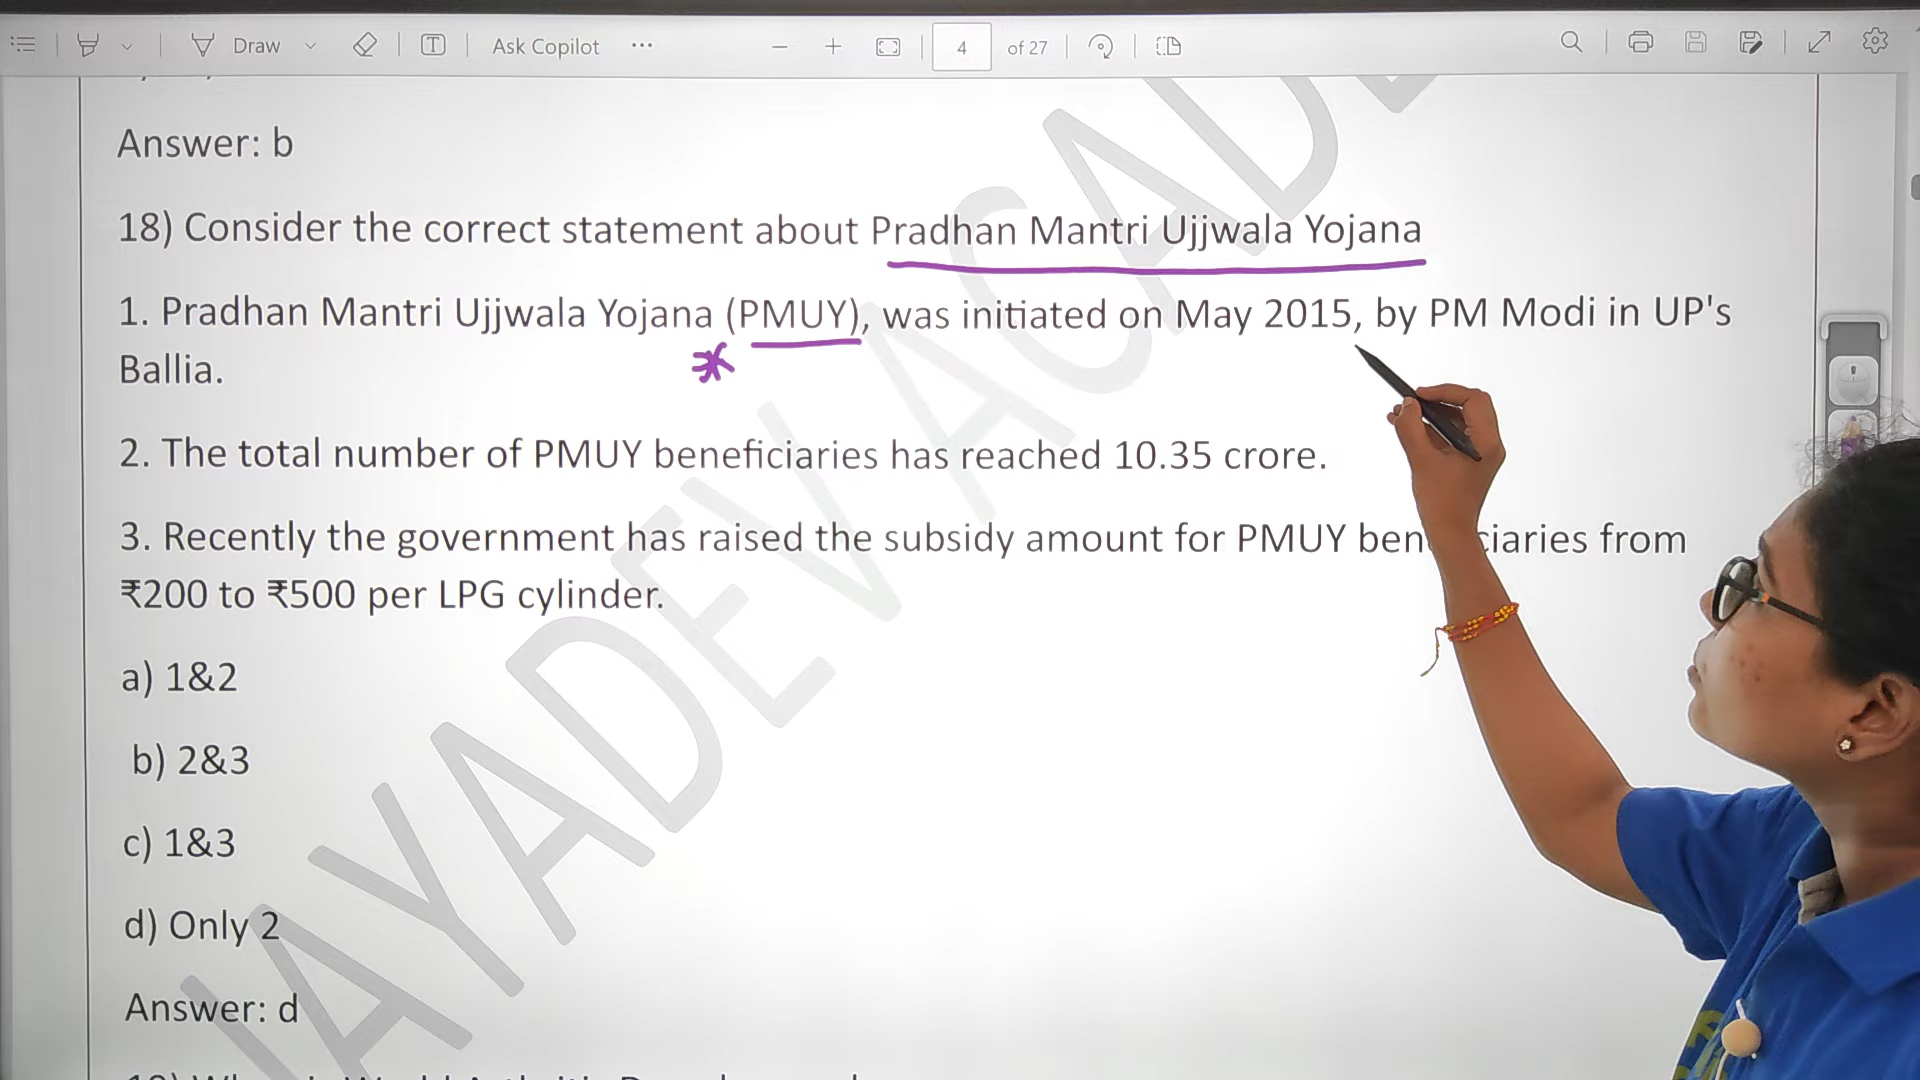 Draw
Ask Copilot
4 of 27
Answer: b
18) Consider the correct statement about Pradhan Mantri Ujjwala Yojana
1. Pradhan Mantri Ujjwala Yojana (PMUY), was initiated on May 2015, by PM Modi in UP's
Ballia.
2. The total number of PMUY beneficiaries has reached 10.35 crore.
3. Recently the government has raised the subsidy amount for PMUY beneficiaries from
₹200 to ₹500 per LPG cylinder.
a) 1&2
b) 2&3
c) 1&3
d) Only 2
Answer: d
JAYADEV ACADE